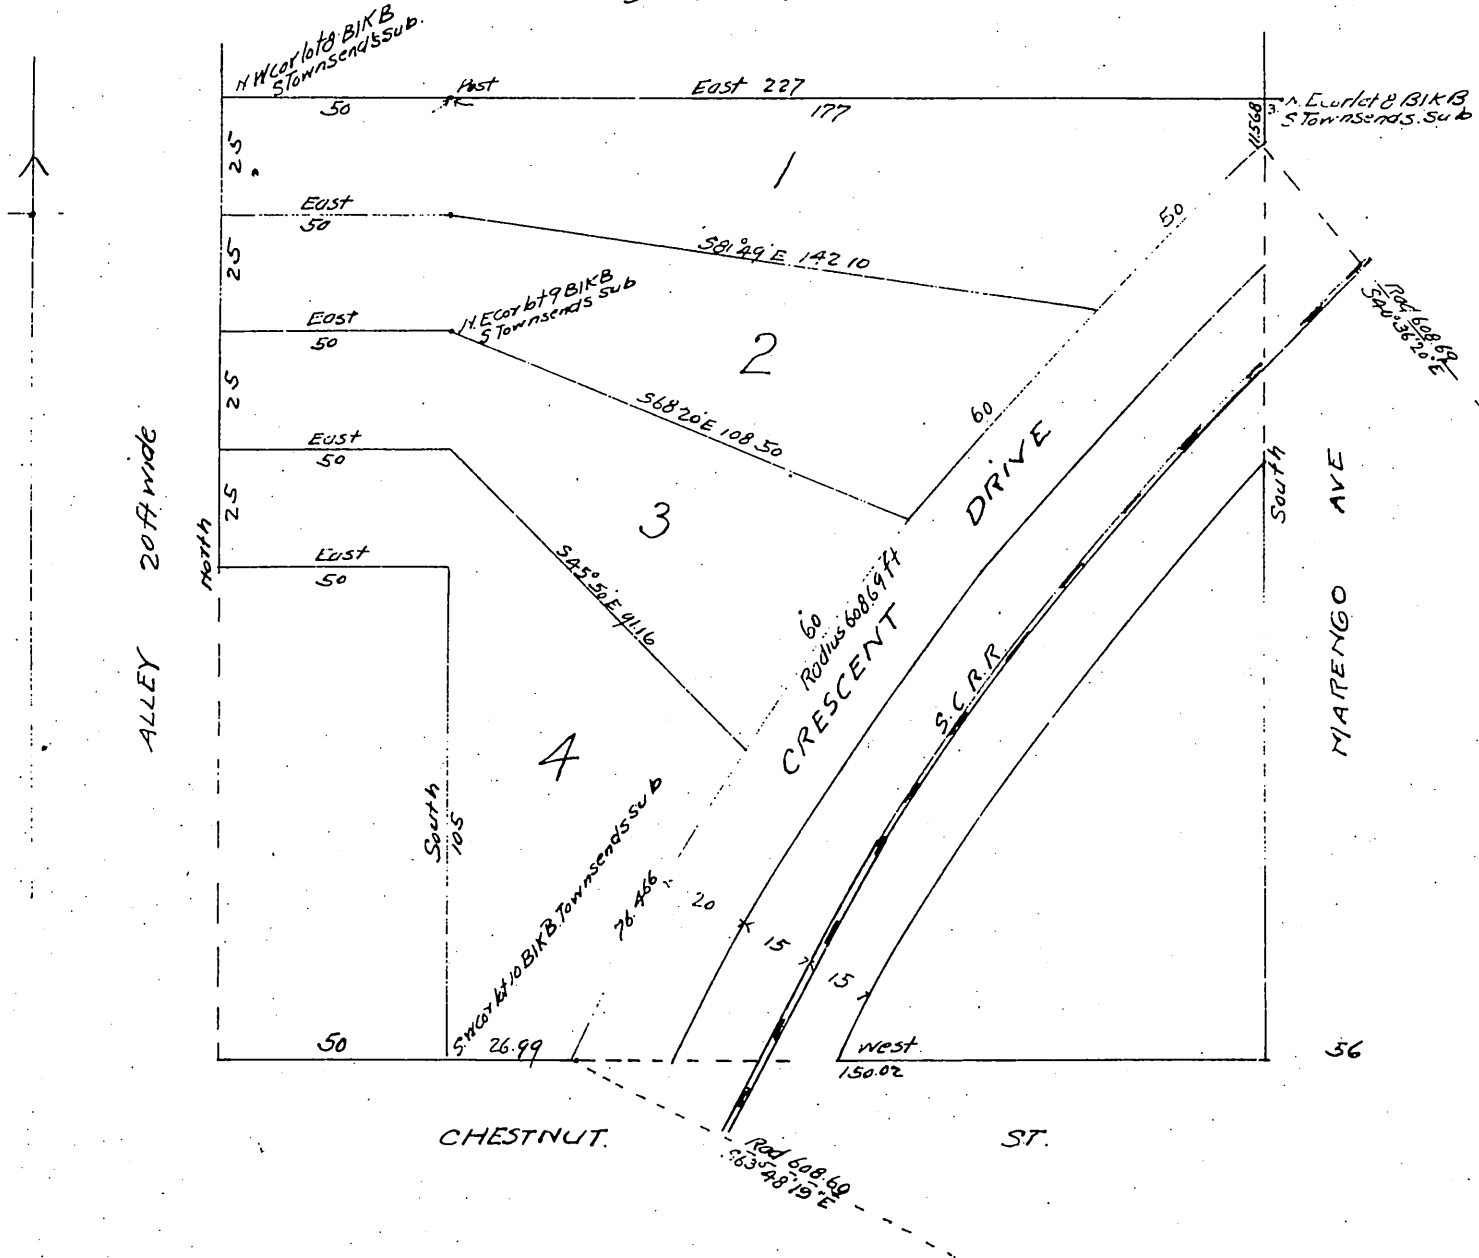 N W cor lot 8 BlK B
S Townsends Sub.
Post
East 227
50
177
N. E cor lot 8 BlK B
S Townsends. Sub
3
11.568
25
1
East
50
50
S81°49'E 142 10
25
N. E cor lot 9 BlK B
S Townsends Sub
East
50
2
Rad 608.69
S40°36'20"E
S68 20'E 108.50
60
25
East
50
DRIVE
South
ALLEY 20 ft wide
North
25
3
East
50
S45°50'E 91.16
60
Radius 608.69 ft
CRESCENT
S. C R. R.
MARENGO AVE
4
South
105
S. W cor lot 10 BlK B. Townsends Sub
76.466
20
15
15
50
26.99
West.
150.02
56
CHESTNUT. ST.
Rad 608.69
S63°48'19"E